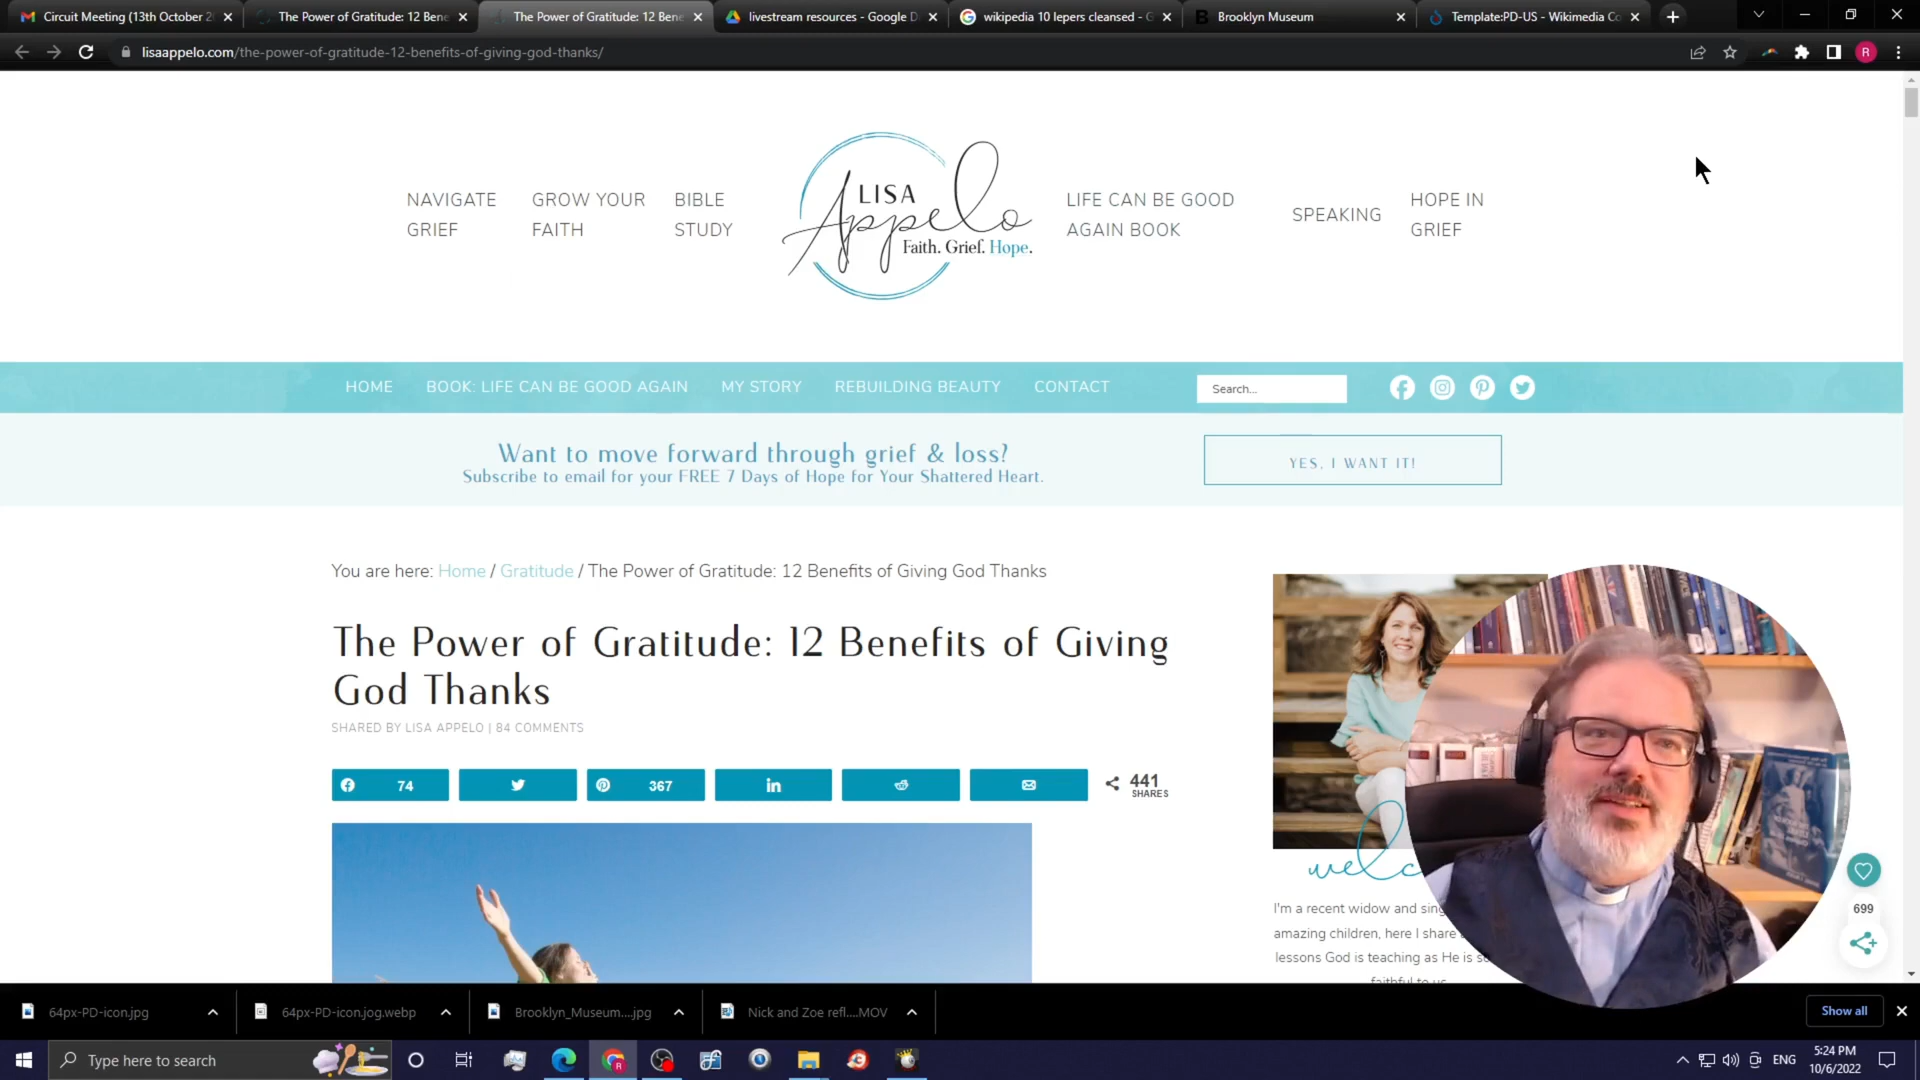 Circuit Meeting (13th October 2
The Power of Gratitude: 12 Bene
The Power of Gratitude: 12 Bene
livestream resources - Google D
wikipedia 10 lepers cleansed - G
Brooklyn Museum
Template:PD-US - Wikimedia Co
lisaappelo.com/the-power-of-gratitude-12-benefits-of-giving-god-thanks/
R
NAVIGATE GRIEF
GROW YOUR FAITH
BIBLE STUDY
LISA
Appelo
Faith. Grief. Hope.
LIFE CAN BE GOOD AGAIN BOOK
SPEAKING
HOPE IN GRIEF
HOME
BOOK: LIFE CAN BE GOOD AGAIN
MY STORY
REBUILDING BEAUTY
CONTACT
Search...
Want to move forward through grief & loss?
Subscribe to email for your FREE 7 Days of Hope for Your Shattered Heart.
YES, I WANT IT!
You are here: Home / Gratitude / The Power of Gratitude: 12 Benefits of Giving God Thanks
The Power of Gratitude: 12 Benefits of Giving
God Thanks
SHARED BY LISA APPELO | 84 COMMENTS
74
367
441
SHARES
welc
I'm a recent widow and sing
amazing children, here I share
lessons God is teaching as He is so
faithful to us
699
64px-PD-icon.jpg
64px-PD-icon.jog.webp
Brooklyn_Museum....jpg
Nick and Zoe refl....MOV
Show all
Type here to search
R
ENG
5:24 PM
10/6/2022